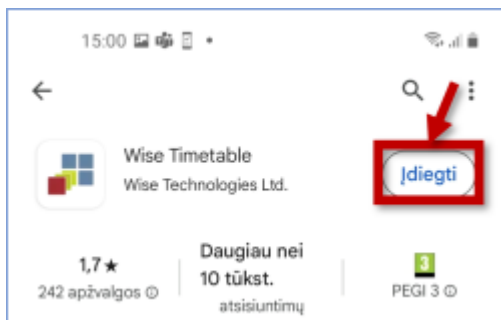 15:00
Wise Timetable
Wise Technologies Ltd.
Įdiegti
1,7★
242 apžvalgos
Daugiau nei
10 tūkst.
atsisiuntimų
3
PEGI 3